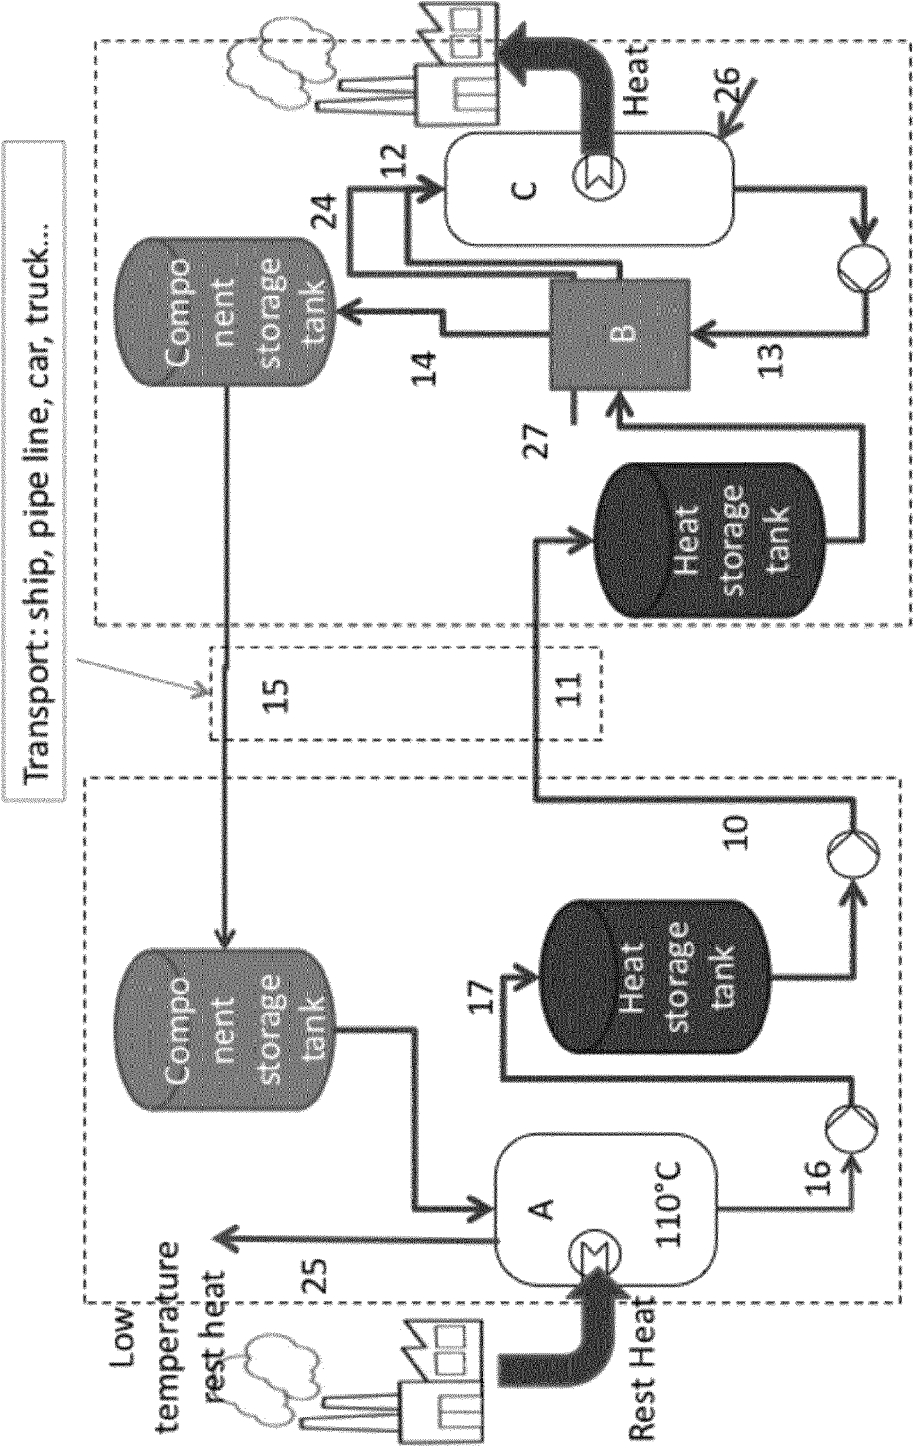 Transport: ship, pipe line, car, truck...
Low
temperature
rest heat
25
Compo
nent
storage
tank
15
Compo
nent
storage
tank
14
24
12
A
110°C
Rest Heat
16
17
Heat
storage
tank
10
11
Heat
storage
tank
27
B
13
C
Heat
26